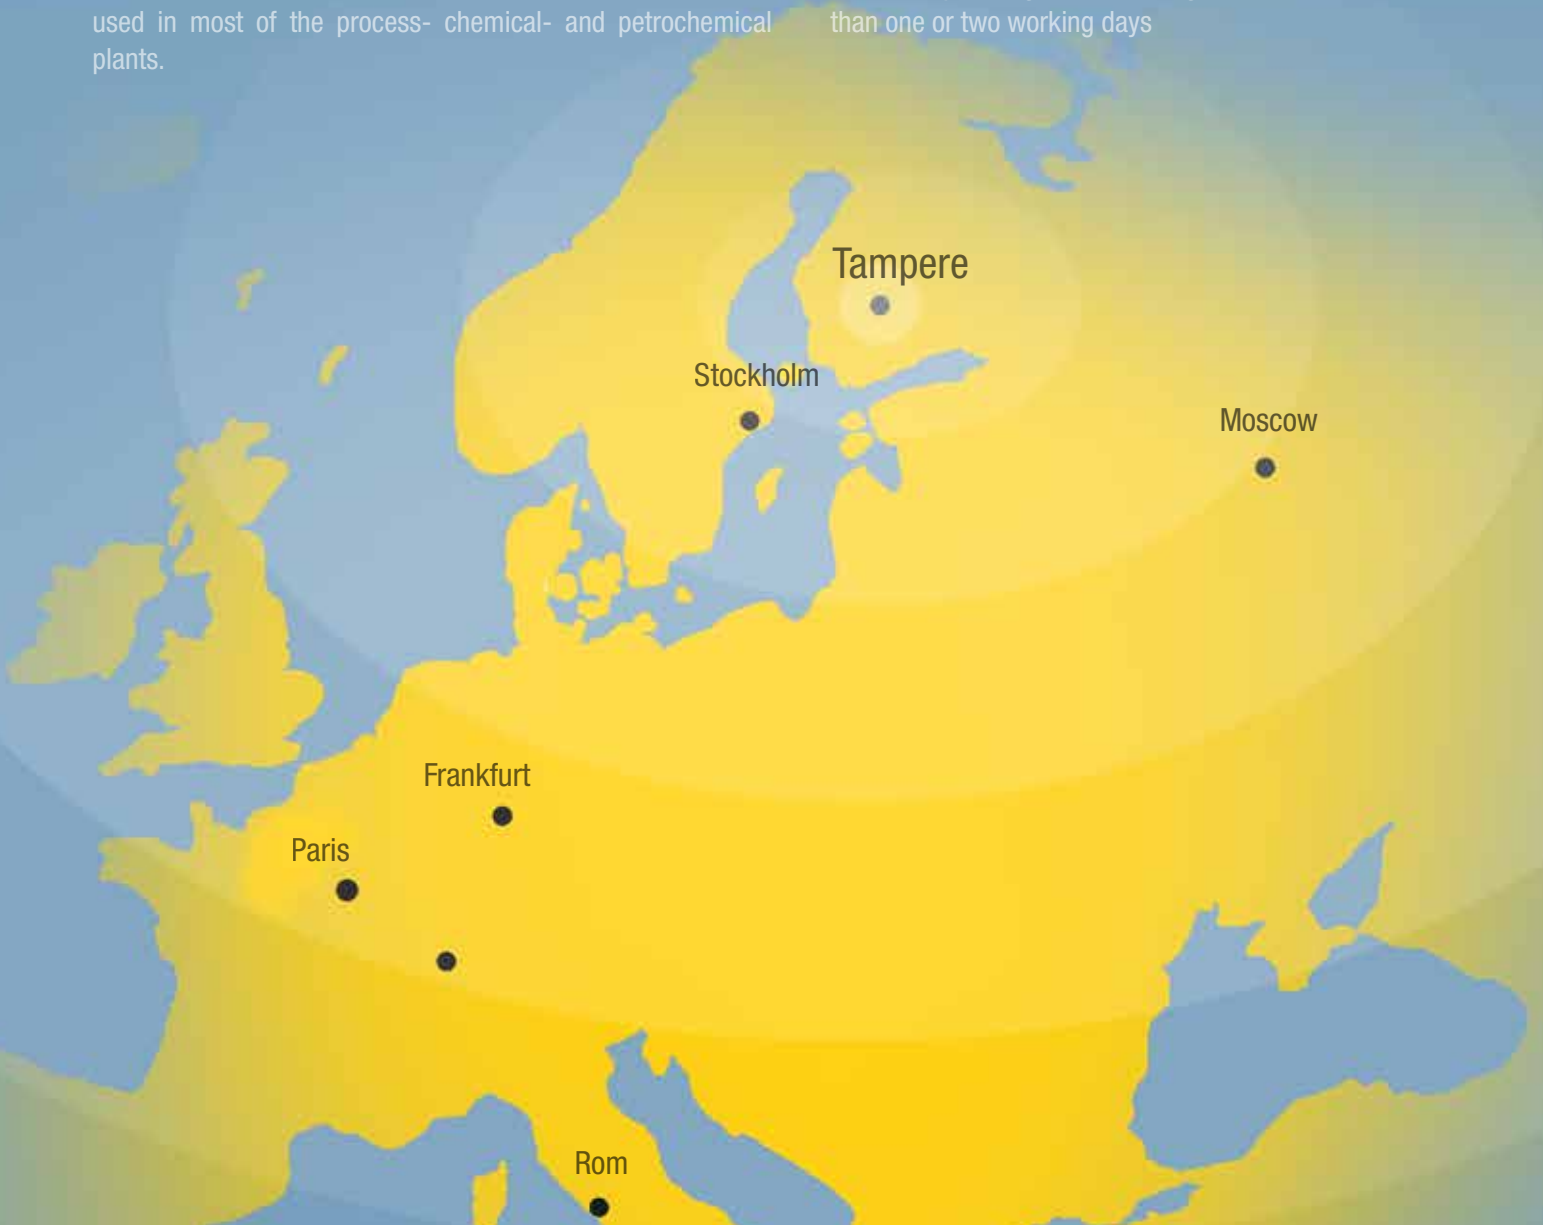 used in most of the process- chemical- and petrochemical
plants.
than one or two working days
Tampere
Stockholm
Moscow
Frankfurt
Paris
Rom